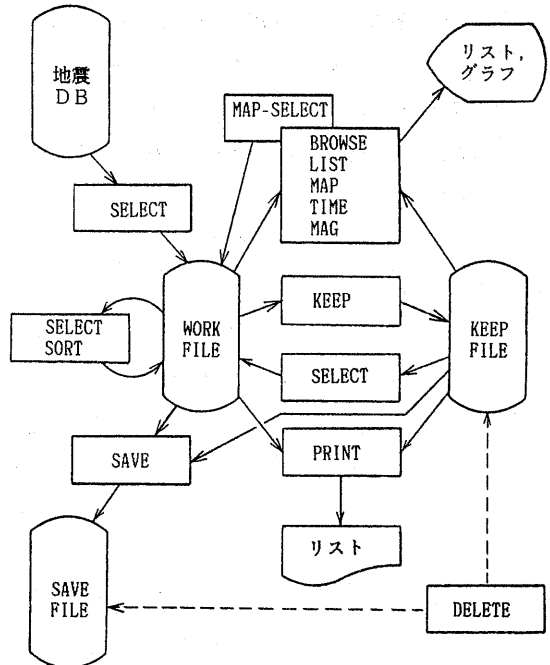 地震
DB
リスト,
グラフ
MAP-SELECT
BROWSE
LIST
MAP
TIME
MAG
SELECT
SELECT
SORT
WORK
FILE
KEEP
KEEP
FILE
SELECT
SAVE
PRINT
リスト
SAVE
FILE
DELETE